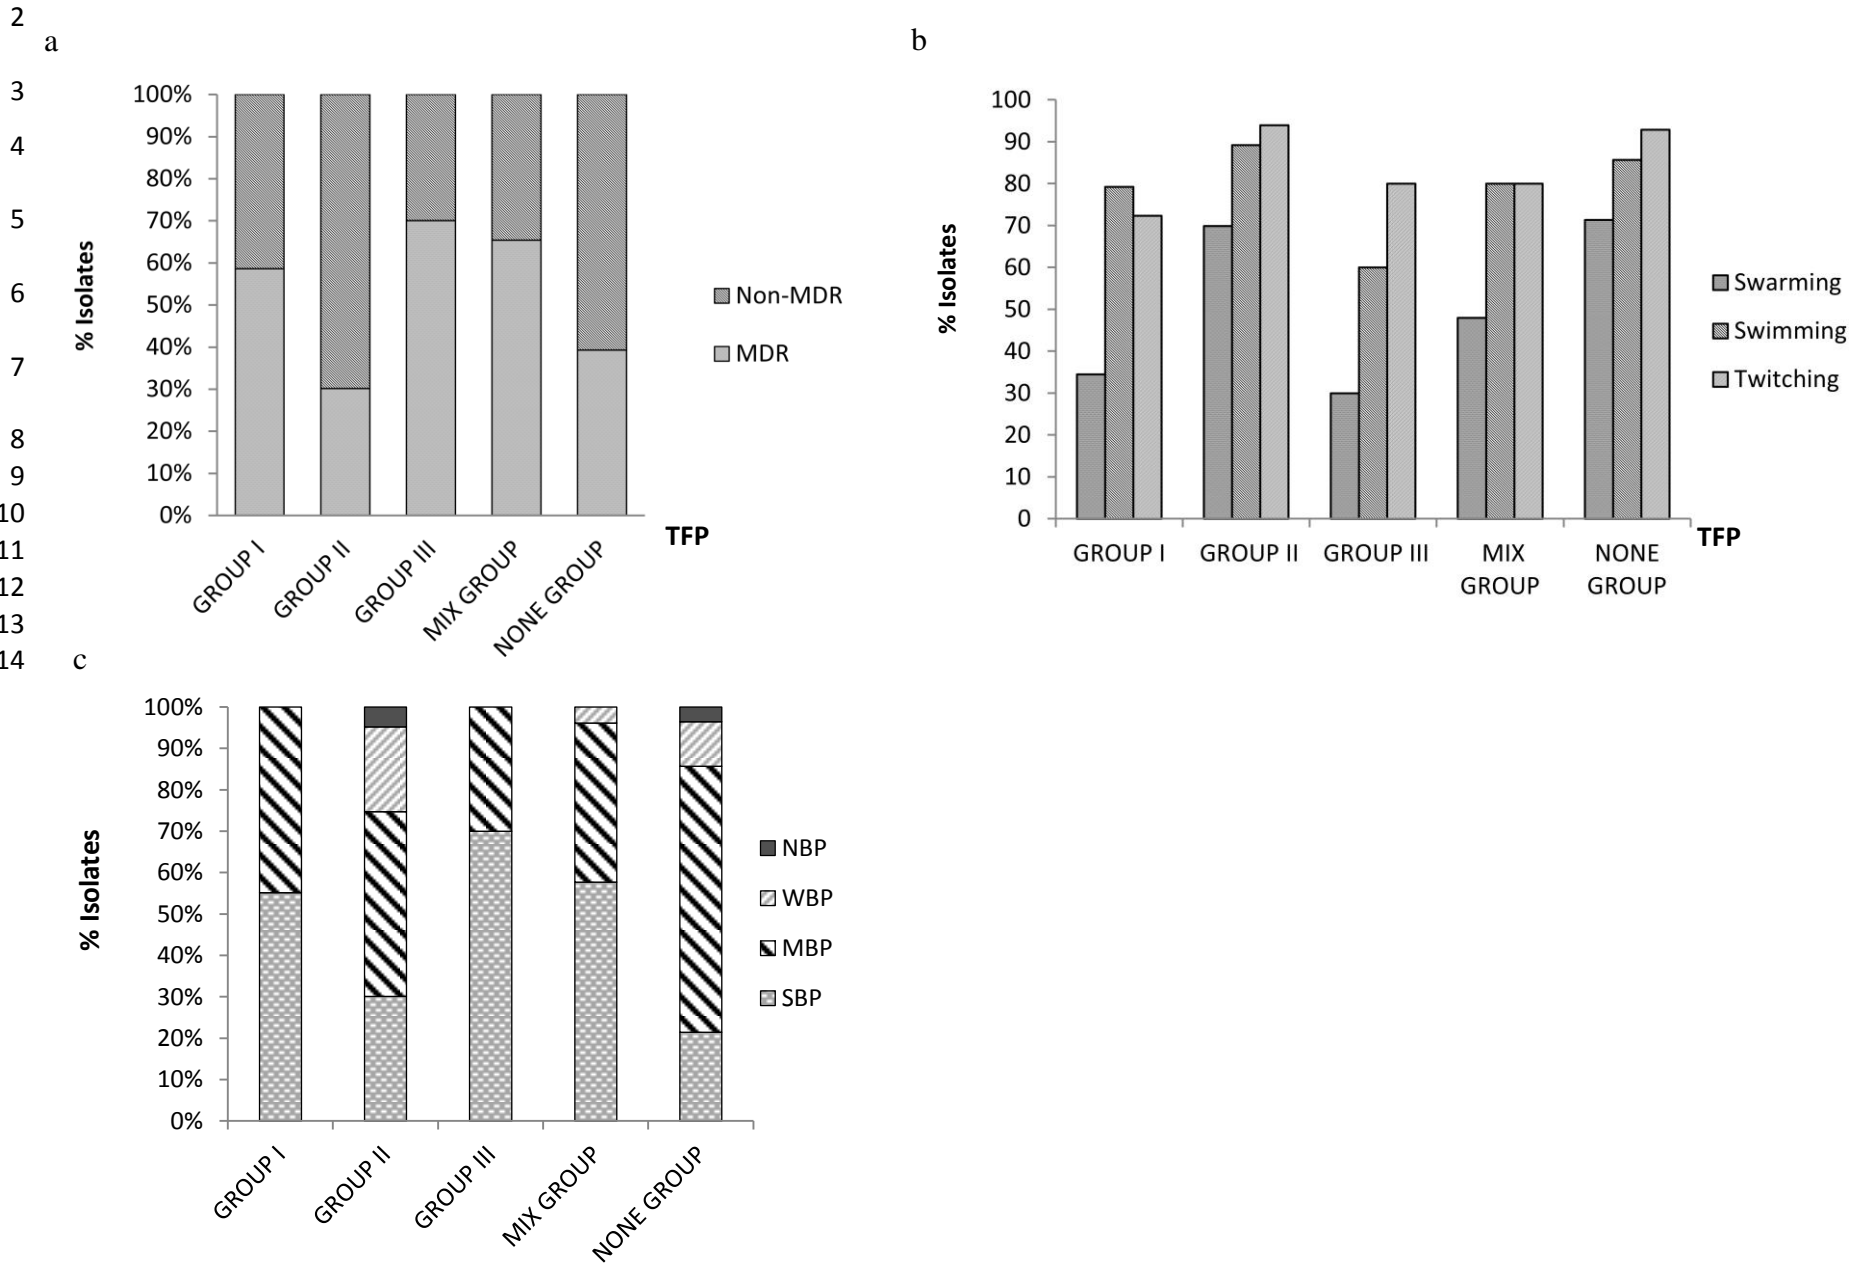 2
a
b
3
4
5
6
7
8
9
10
11
12
13
14
100%
90%
80%
70%
60%
50%
40%
30%
20%
10%
0%
% Isolates
GROUP I
GROUP II
GROUP III
MIX GROUP
NONE GROUP
TFP
Non-MDR
MDR
100
90
80
70
60
50
40
30
20
10
0
% Isolates
GROUP I
GROUP II
GROUP III
MIX
GROUP
NONE
GROUP
TFP
Swarming
Swimming
Twitching
c
100%
90%
80%
70%
60%
50%
40%
30%
20%
10%
0%
% Isolates
GROUP I
GROUP II
GROUP III
MIX GROUP
NONE GROUP
NBP
WBP
MBP
SBP